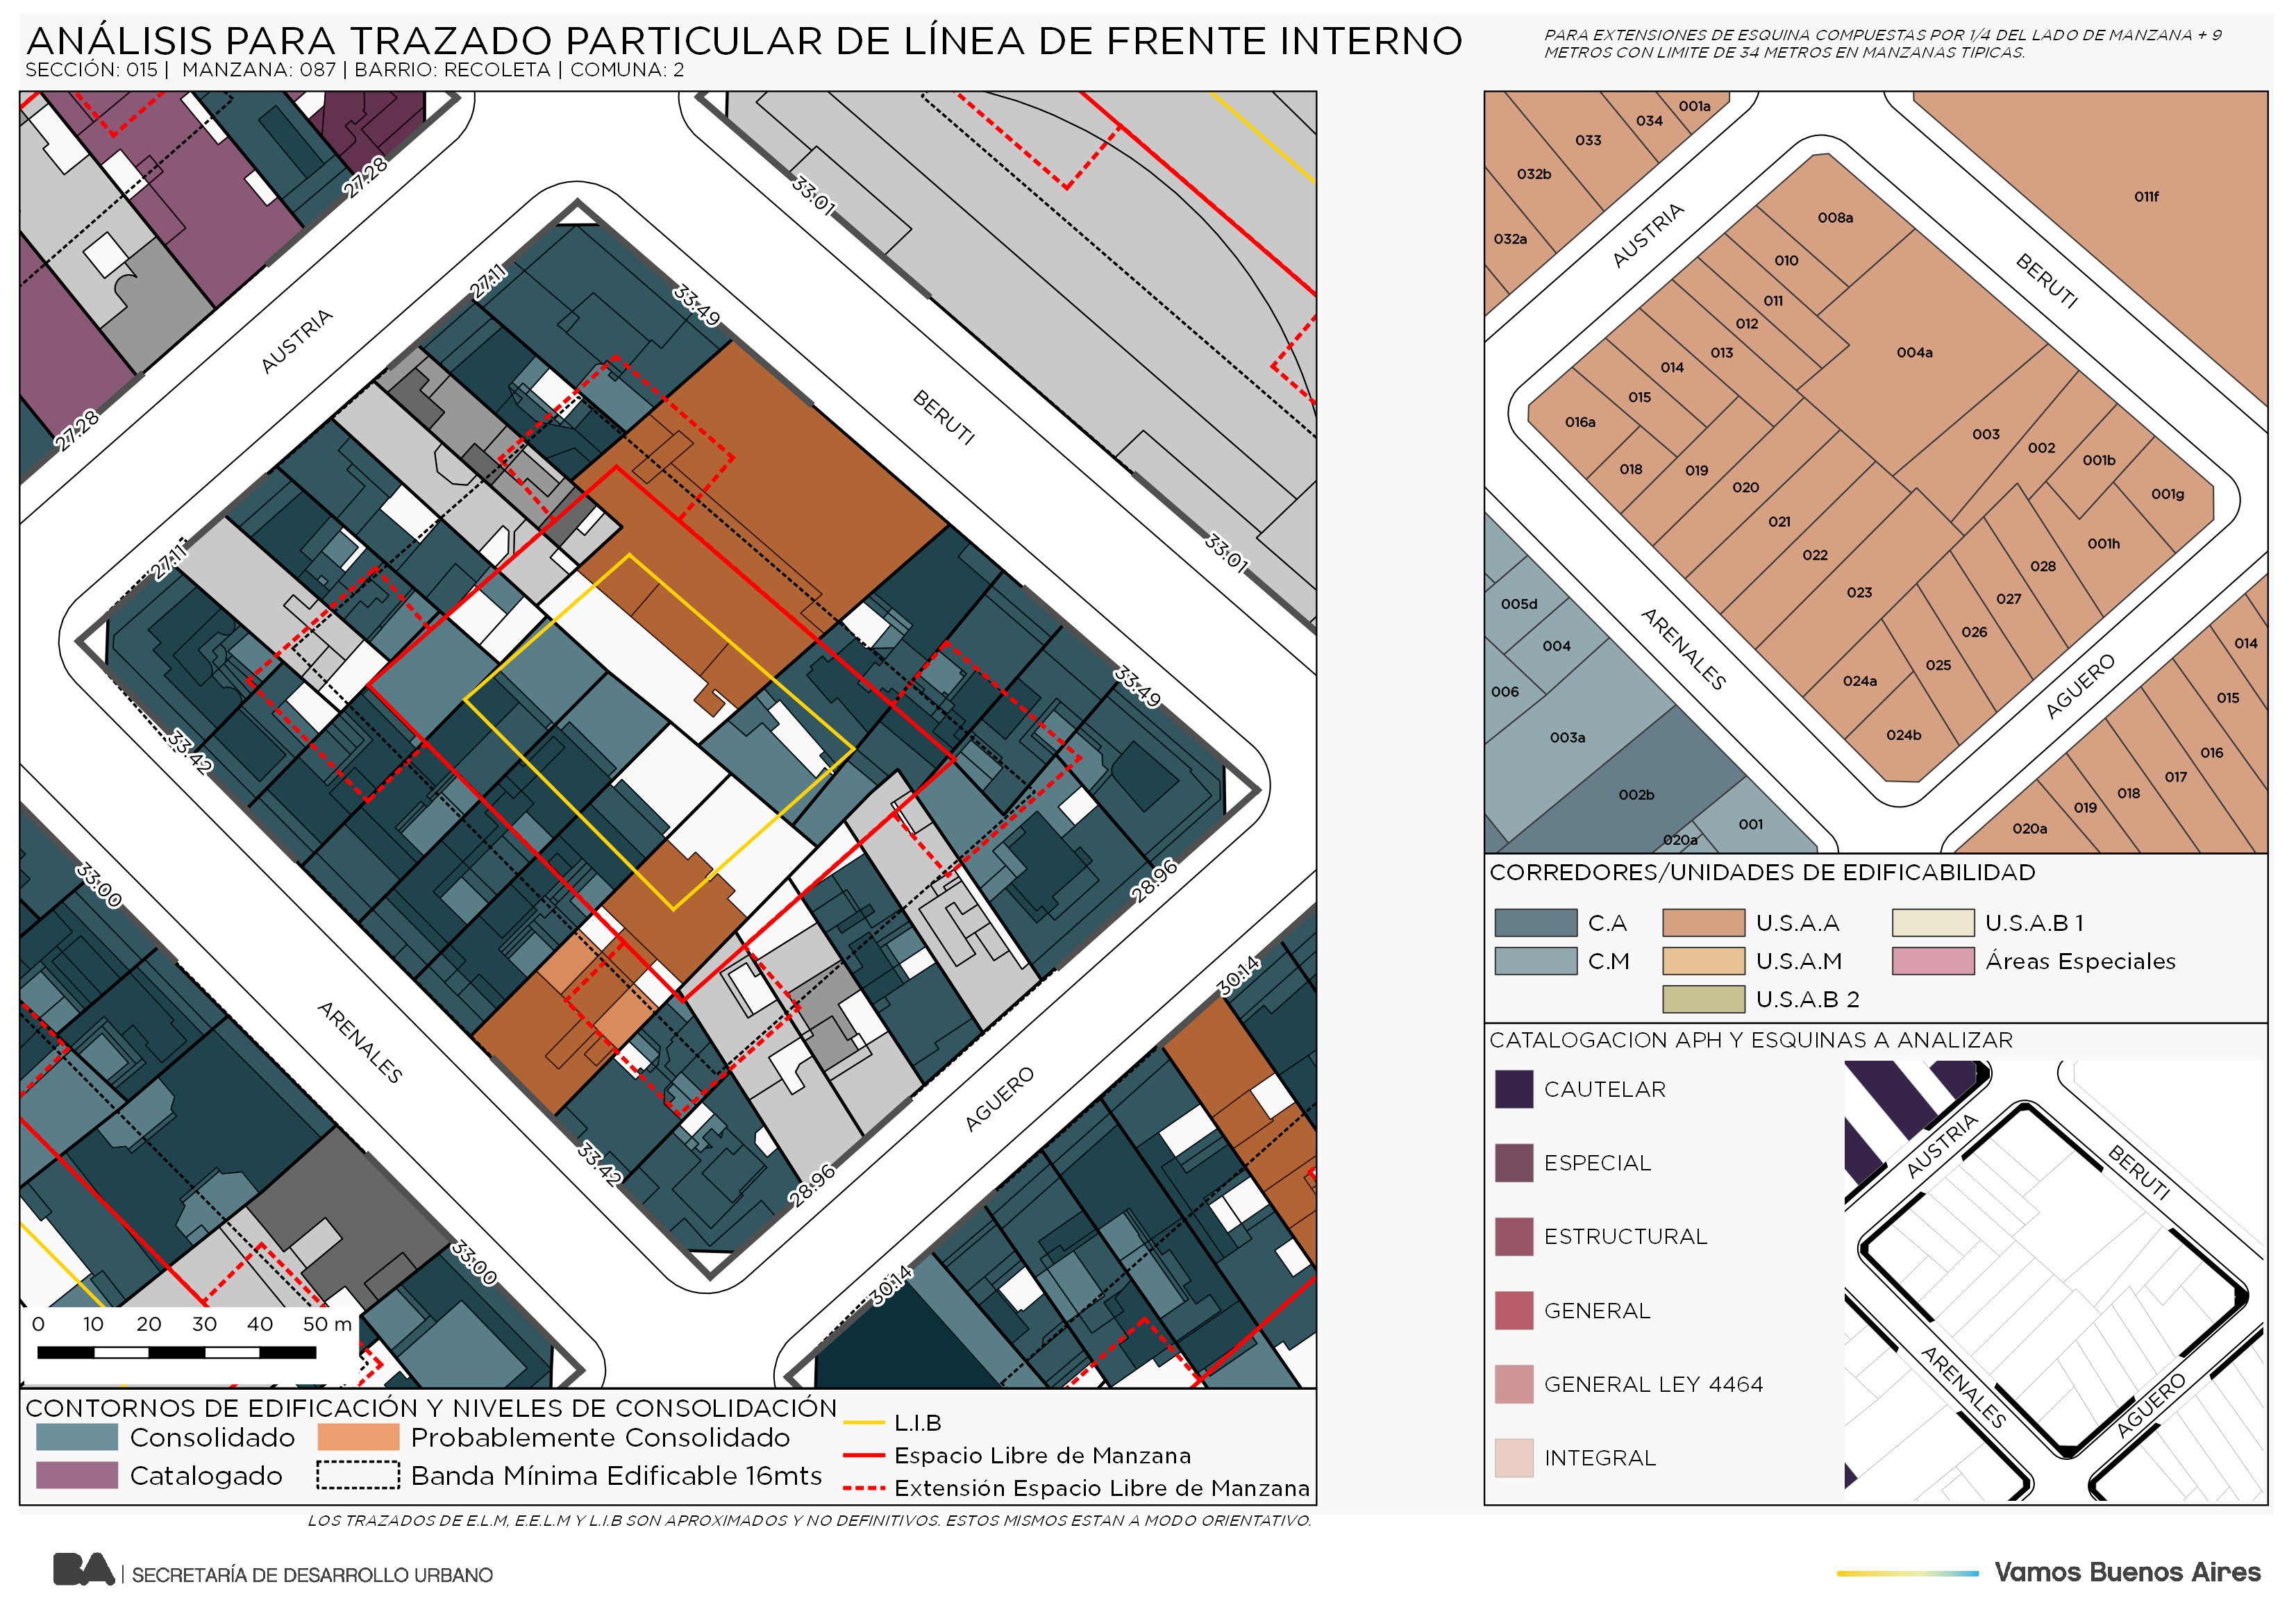 ANÁLISIS PARA TRAZADO PARTICULAR DE LÍNEA DE FRENTE INTERNO
SECCIÓN: 015 | MANZANA: 087 | BARRIO: RECOLETA | COMUNA: 2
PARA EXTENSIONES DE ESQUINA COMPUESTAS POR 1/4 DEL LADO DE MANZANA + 9
METROS CON LIMITE DE 34 METROS EN MANZANAS TIPICAS.
27.28
33.01
27.11
33.49
AUSTRIA
BERUTI
27.28
27.11
33.01
33.49
33.42
33.00
28.96
30.14
ARENALES
AGUERO
33.42
28.96
33.00
30.14
0 10 20 30 40 50 m
CONTORNOS DE EDIFICACIÓN Y NIVELES DE CONSOLIDACIÓN
Consolidado
Probablemente Consolidado
Catalogado
Banda Mínima Edificable 16mts
L.I.B
Espacio Libre de Manzana
Extensión Espacio Libre de Manzana
LOS TRAZADOS DE E.L.M, E.E.L.M Y L.I.B SON APROXIMADOS Y NO DEFINITIVOS. ESTOS MISMOS ESTAN A MODO ORIENTATIVO.
001a
034
033
032b
032a
011f
008a
AUSTRIA
BERUTI
010
011
012
013
004a
014
015
016a
018
019
020
021
022
023
003
002
001b
001g
001h
028
027
026
025
024a
024b
005d
004
006
003a
002b
020a
001
ARENALES
AGUERO
014
015
016
017
018
019
020a
CORREDORES/UNIDADES DE EDIFICABILIDAD
C.A
U.S.A.A
U.S.A.B 1
C.M
U.S.A.M
Áreas Especiales
U.S.A.B 2
CATALOGACION APH Y ESQUINAS A ANALIZAR
CAUTELAR
ESPECIAL
ESTRUCTURAL
GENERAL
GENERAL LEY 4464
INTEGRAL
AUSTRIA
BERUTI
ARENALES
AGUERO
BA | SECRETARÍA DE DESARROLLO URBANO
Vamos Buenos Aires